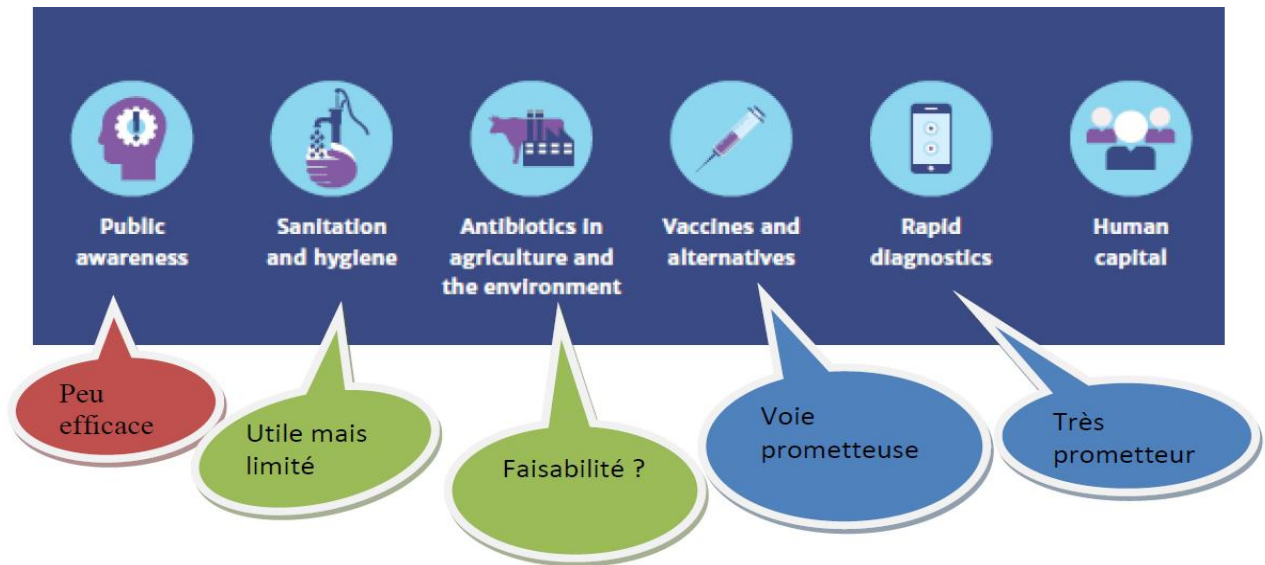 Public
awareness
Sanitation
and hygiene
Antibiotics in
agriculture and
the environment
Vaccines and
alternatives
Rapid
diagnostics
Human
capital
Peu
efficace
Utile mais
limité
Faisabilité ?
Voie
prometteuse
Très
prometteur